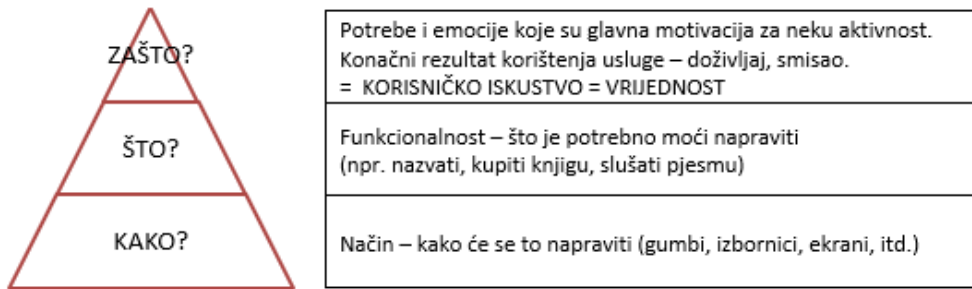 ZAŠTO?
Potrebe i emocije koje su glavna motivacija za neku aktivnost.
Konačni rezultat korištenja usluge – doživljaj, smisao.
= KORISNIČKO ISKUSTVO = VRIJEDNOST
ŠTO?
Funkcionalnost – što je potrebno moći napraviti
(npr. nazvati, kupiti knjigu, slušati pjesmu)
KAKO?
Način – kako će se to napraviti (gumbi, izbornici, ekrani, itd.)